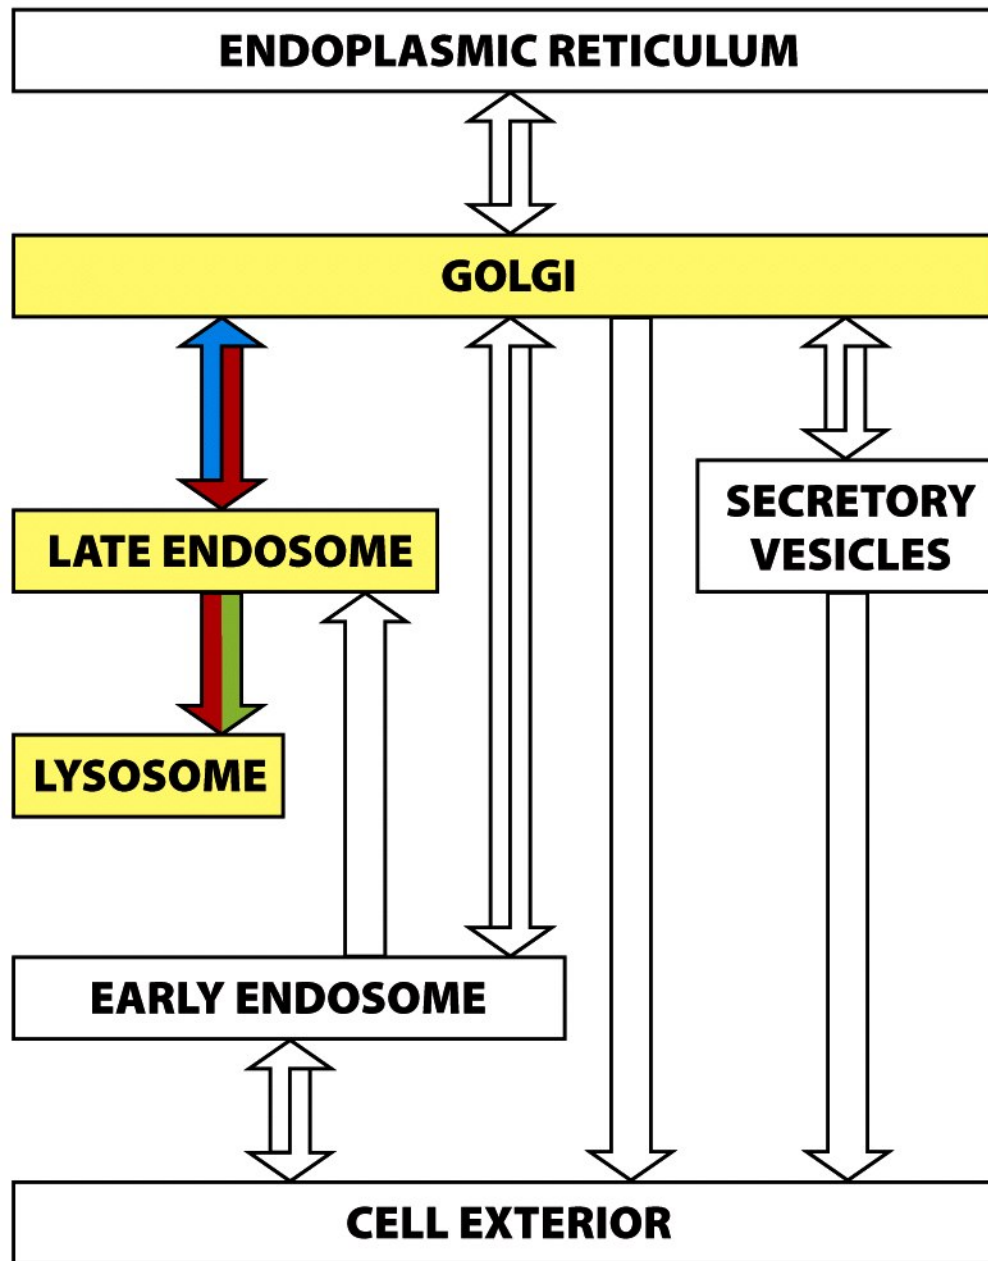 ENDOPLASMIC RETICULUM
GOLGI
LATE ENDOSOME
SECRETORY
VESICLES
LYSOSOME
EARLY ENDOSOME
CELL EXTERIOR